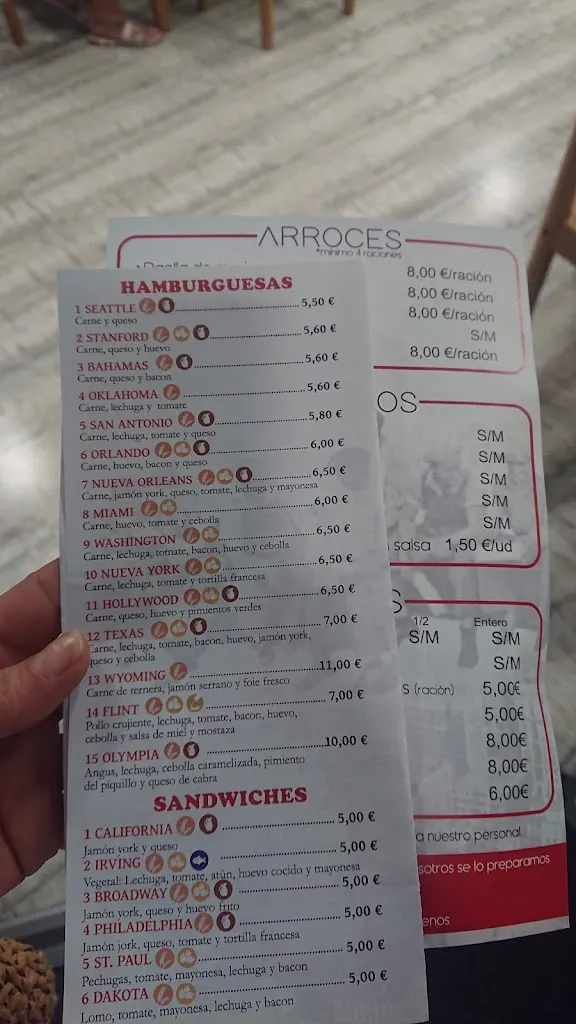 HAMBURGUESAS
1 SEATTLE ..... 5,50 €
Carne y queso
2 STANFORD ..... 5,60 €
Carne, queso y huevo
3 BAHAMAS ..... 5,60 €
Carne, queso y bacon
4 OKLAHOMA ..... 5,60 €
Carne, lechuga y tomate
5 SAN ANTONIO ..... 5,80 €
Carne, lechuga, tomate y queso
6 ORLANDO ..... 6,00 €
Carne, huevo, bacon y queso
7 NUEVA ORLEANS ..... 6,50 €
Carne, jamón york, queso, tomate, lechuga y mayonesa
8 MIAMI ..... 6,00 €
Carne, huevo, tomate y cebolla
9 WASHINGTON ..... 6,50 €
Carne, lechuga, tomate, bacon, huevo y cebolla
10 NUEVA YORK ..... 6,50 €
Carne, lechuga, tomate y tortilla francesa
11 HOLLYWOOD ..... 6,50 €
Carne, queso, huevo y pimientos verdes
12 TEXAS ..... 7,00 €
Carne, lechuga, tomate, bacon, huevo, jamón york,
queso y cebolla
13 WYOMING ..... 11,00 €
Carne de ternera, jamón serrano y foie fresco
14 FLINT ..... 7,00 €
Pollo crujiente, lechuga, tomate, bacon, huevo,
cebolla y salsa de miel y mostaza
15 OLYMPIA ..... 10,00 €
Angus, lechuga, cebolla caramelizada, pimiento
del piquillo y queso de cabra
SANDWICHES
1 CALIFORNIA ..... 5,00 €
Jamón york y queso
2 IRVING ..... 5,00 €
Vegetal: Lechuga, tomate, atún, huevo cocido y mayonesa
3 BROADWAY ..... 5,00 €
Jamón york, queso y huevo frito
4 PHILADELPHIA ..... 5,00 €
Jamón jork, queso, tomate y tortilla francesa
5 ST. PAUL ..... 5,00 €
Pechugas, tomate, mayonesa, lechuga y bacon
6 DAKOTA ..... 5,00 €
Lomo, tomate, mayonesa, lechuga y bacon
ARROCES
*mínimo 4 raciones
8,00 €/ración
8,00 €/ración
8,00 €/ración
S/M
8,00 €/ración
OS
S/M
S/M
S/M
S/M
S/M
salsa 1,50 €/ud
S
1/2 Entero
S/M S/M
S/M
S (ración) 5,00€
5,00€
8,00€
8,00€
6,00€
a nuestro personal
sotros se lo preparamos
enos